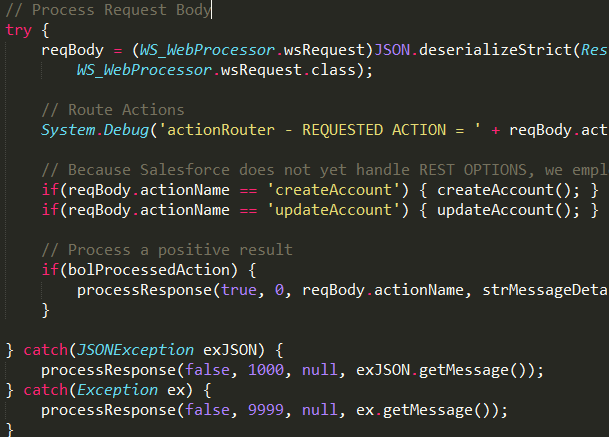 // Process Request Body
try {
reqBody = (WS_WebProcessor.wsRequest)JSON.deserializeStrict(Res
WS_WebProcessor.wsRequest.class);
// Route Actions
System.Debug('actionRouter - REQUESTED ACTION = ' + reqBody.act
// Because Salesforce does not yet handle REST OPTIONS, we empl
if(reqBody.actionName == 'createAccount') { createAccount(); }
if(reqBody.actionName == 'updateAccount') { updateAccount(); }
// Process a positive result
if(bolProcessedAction) {
processResponse(true, 0, reqBody.actionName, strMessageDeta
}
} catch(JSONException exJSON) {
processResponse(false, 1000, null, exJSON.getMessage());
} catch(Exception ex) {
processResponse(false, 9999, null, ex.getMessage());
}